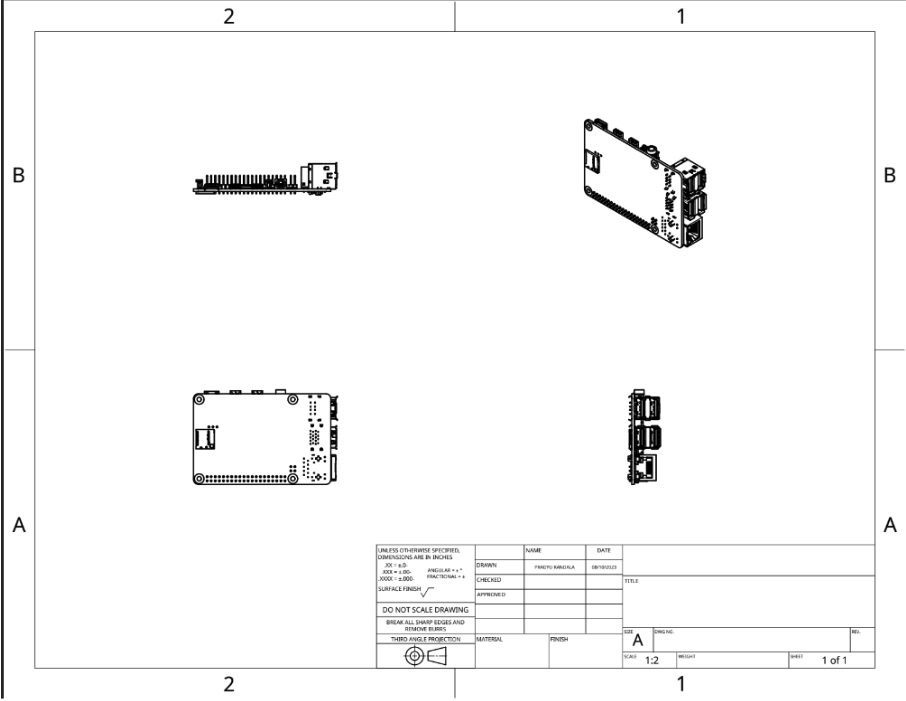 2 1
B B
A A
UNLESS OTHERWISE SPECIFIED,
DIMENSIONS ARE IN INCHES
.XX = ±.0-
.XXX = ±.00-
.XXXX = ±.000-
ANGULAR = ± °
FRACTIONAL = ±
SURFACE FINISH
DO NOT SCALE DRAWING
BREAK ALL SHARP EDGES AND
REMOVE BURRS
THIRD ANGLE PROJECTION
NAME DATE
DRAWN 08/10/2023
CHECKED
APPROVED
MATERIAL FINISH
TITLE
SIZE DWG NO. REV.
A
SCALE 1:2 WEIGHT SHEET 1 of 1
2 1